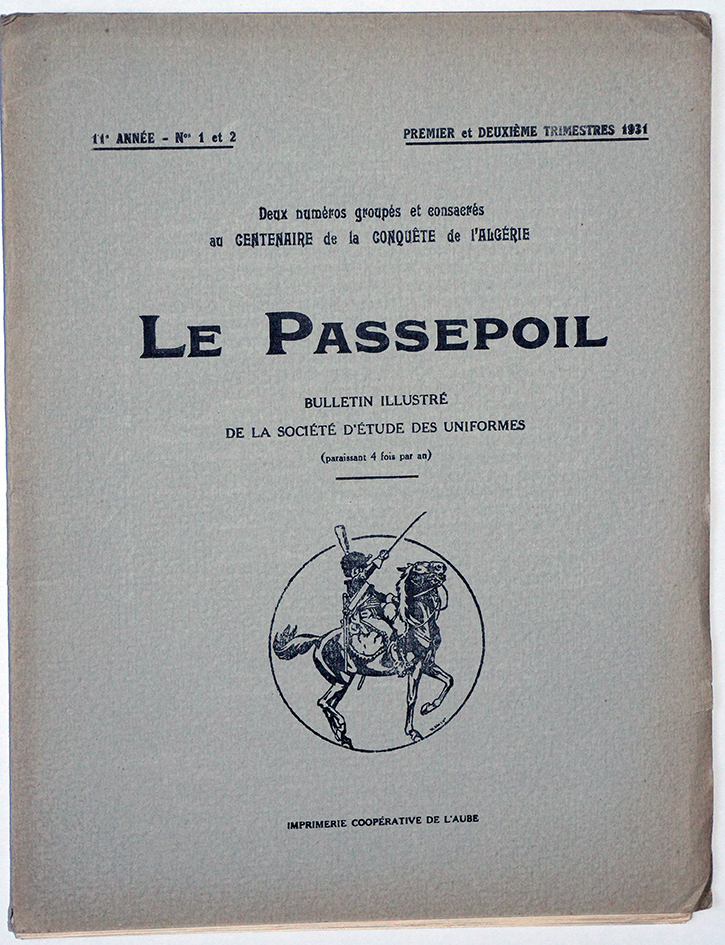 11e ANNÉE - Nos 1 et 2
PREMIER et DEUXIÈME TRIMESTRES 1931
Deux numéros groupés et consacrés
au CENTENAIRE de la CONQUÊTE de l'ALGÉRIE
LE PASSEPOIL
BULLETIN ILLUSTRÉ
DE LA SOCIÉTÉ D'ÉTUDE DES UNIFORMES
(paraissant 4 fois par an)
IMPRIMERIE COOPÉRATIVE DE L'AUBE